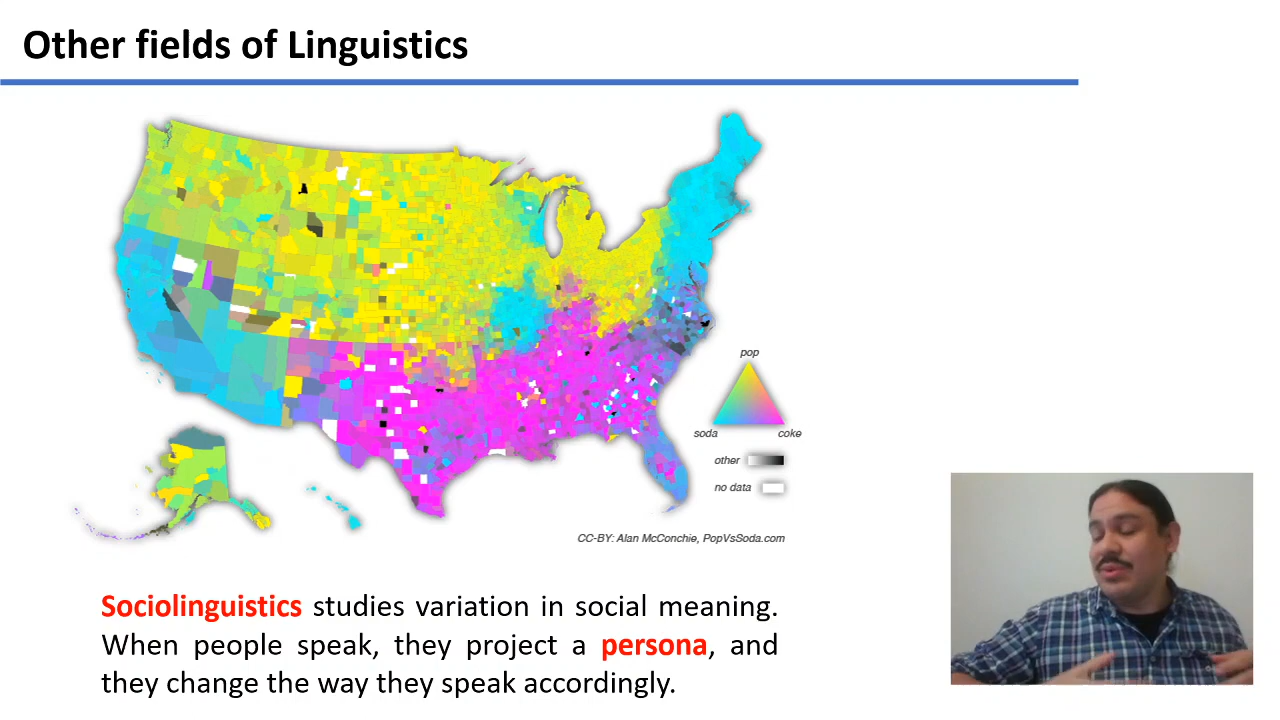 Other fields of Linguistics
pop
soda coke
other
no data
CC-BY: Alan McConchie, PopVsSoda.com
Sociolinguistics studies variation in social meaning.
When people speak, they project a persona, and
they change the way they speak accordingly.